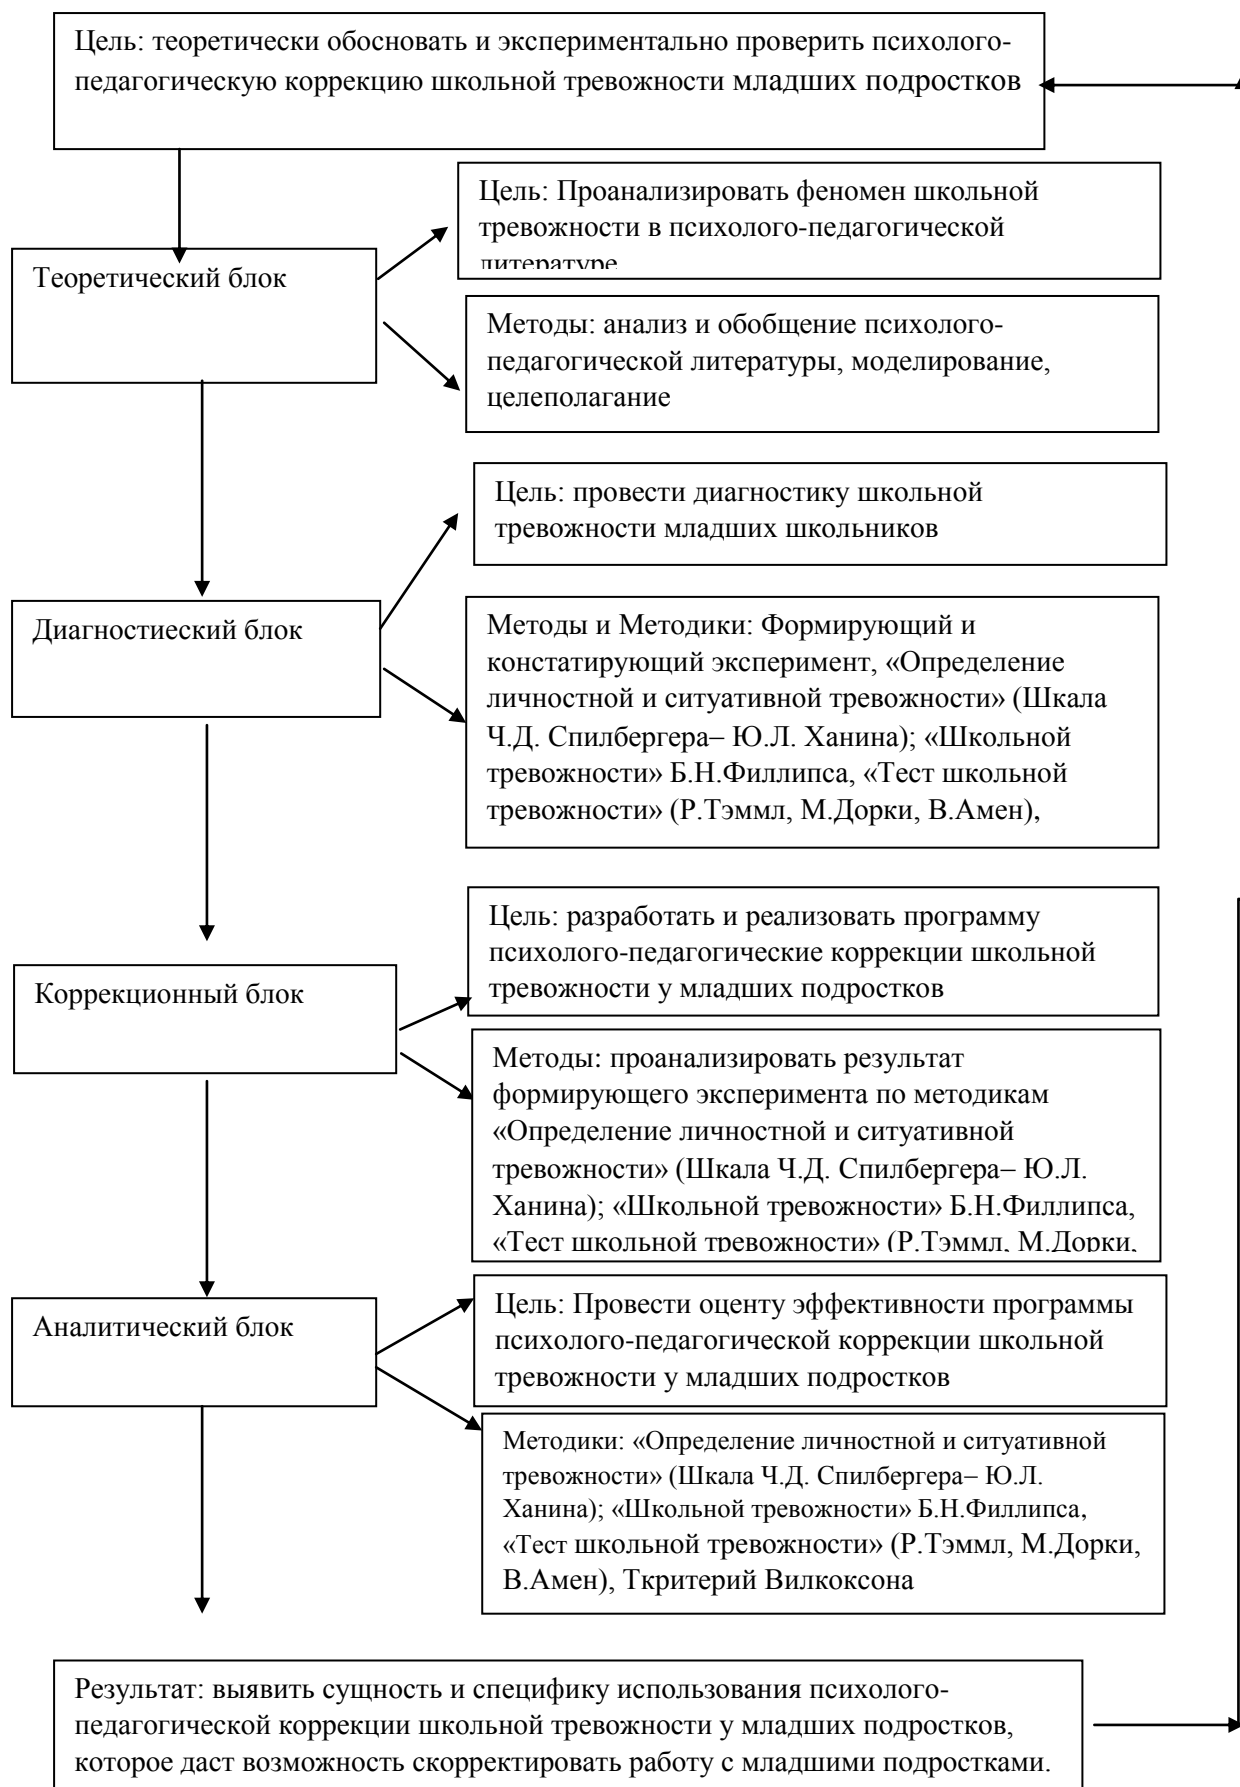 Цель: теоретически обосновать и экспериментально проверить психолого-
педагогическую коррекцию школьной тревожности младших подростков
Цель: Проанализировать феномен школьной
тревожности в психолого-педагогической
литературе
Теоретический блок
Методы: анализ и обобщение психолого-
педагогической литературы, моделирование,
целеполагание
Цель: провести диагностику школьной
тревожности младших школьников
Диагностиеский блок
Методы и Методики: Формирующий и
констатирующий эксперимент, «Определение
личностной и ситуативной тревожности» (Шкала
Ч.Д. Спилбергера– Ю.Л. Ханина); «Школьной
тревожности» Б.Н.Филлипса, «Тест школьной
тревожности» (Р.Тэммл, М.Дорки, В.Амен),
Цель: разработать и реализовать программу
психолого-педагогические коррекции школьной
тревожности у младших подростков
Коррекционный блок
Методы: проанализировать результат
формирующего эксперимента по методикам
«Определение личностной и ситуативной
тревожности» (Шкала Ч.Д. Спилбергера– Ю.Л.
Ханина); «Школьной тревожности» Б.Н.Филлипса,
«Тест школьной тревожности» (Р.Тэммл, М.Дорки,
Цель: Провести оценту эффективности программы
психолого-педагогической коррекции школьной
тревожности у младших подростков
Аналитический блок
Методики: «Определение личностной и ситуативной
тревожности» (Шкала Ч.Д. Спилбергера– Ю.Л.
Ханина); «Школьной тревожности» Б.Н.Филлипса,
«Тест школьной тревожности» (Р.Тэммл, М.Дорки,
В.Амен), Ткритерий Вилкоксона
Результат: выявить сущность и специфику использования психолого-
педагогической коррекции школьной тревожности у младших подростков,
которое даст возможность скорректировать работу с младшими подростками.